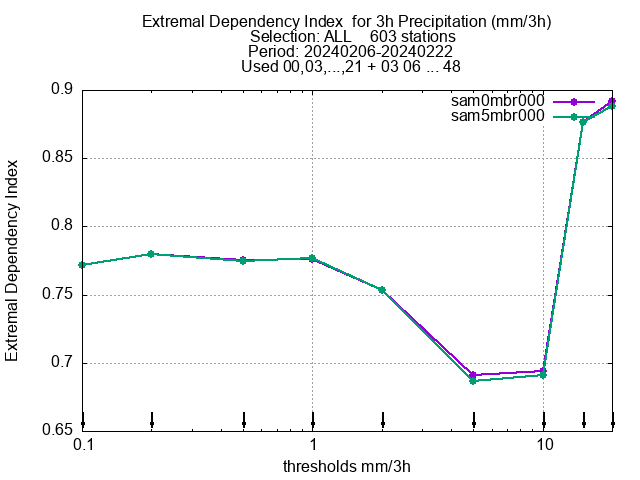 Extremal Dependency Index  for 3h Precipitation (mm/3h)
Selection: ALL    603 stations
Period: 20240206-20240222
Used 00,03,...,21 + 03 06 ... 48
sam0mbr000
sam5mbr000
0.9
0.85
0.8
0.75
0.7
0.65
Extremal Dependency Index
0.1 1 10
thresholds mm/3h